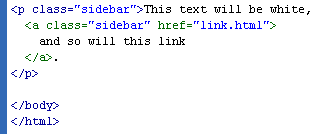 <p class="sidebar">This text will be white,
<a class="sidebar" href="link.html">
and so will this link
</a>.
</p>
</body>
</html>